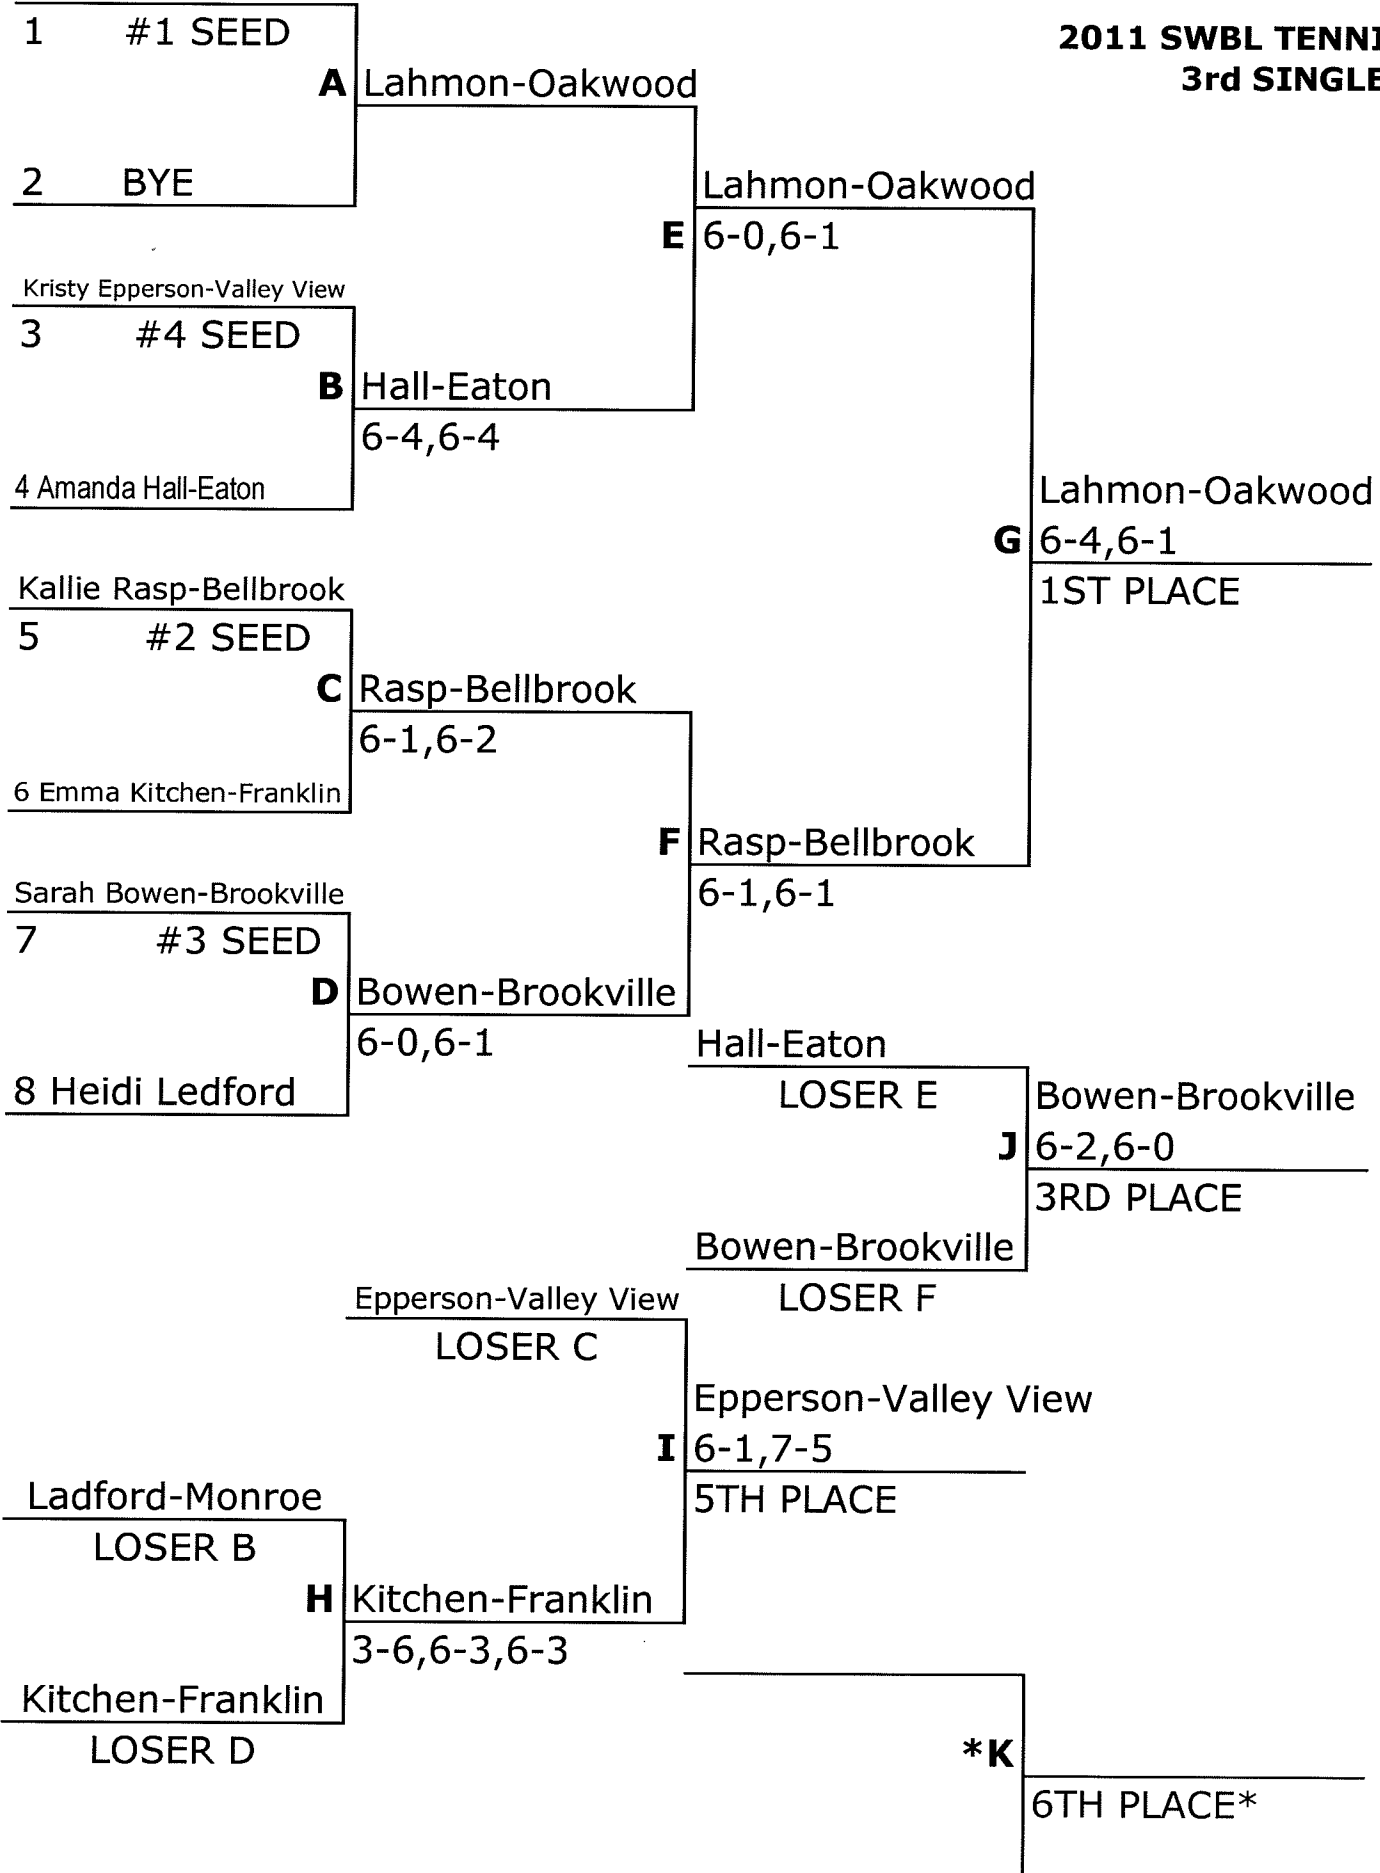 1 #1 SEED
2011 SWBL TENNI
3rd SINGLE
A Lahmon-Oakwood
2 BYE
Lahmon-Oakwood
E 6-0,6-1
Kristy Epperson-Valley View
3 #4 SEED
B Hall-Eaton
6-4,6-4
4 Amanda Hall-Eaton
Lahmon-Oakwood
G 6-4,6-1
1ST PLACE
Kallie Rasp-Bellbrook
5 #2 SEED
C Rasp-Bellbrook
6-1,6-2
6 Emma Kitchen-Franklin
F Rasp-Bellbrook
6-1,6-1
Sarah Bowen-Brookville
7 #3 SEED
D Bowen-Brookville
6-0,6-1
8 Heidi Ledford
Hall-Eaton
LOSER E
Bowen-Brookville
J 6-2,6-0
3RD PLACE
Bowen-Brookville
LOSER F
Epperson-Valley View
LOSER C
Epperson-Valley View
I 6-1,7-5
5TH PLACE
Ladford-Monroe
LOSER B
H Kitchen-Franklin
3-6,6-3,6-3
Kitchen-Franklin
LOSER D
*K
6TH PLACE*